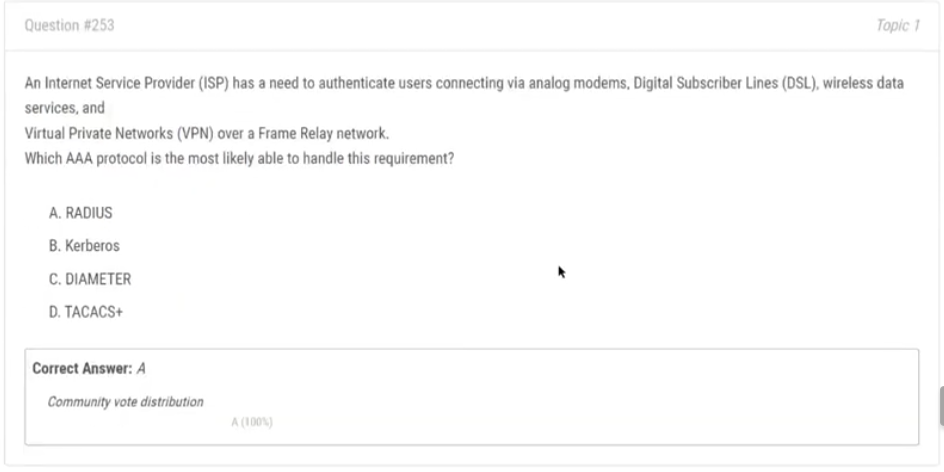 Question #253
Topic 1
An Internet Service Provider (ISP) has a need to authenticate users connecting via analog modems, Digital Subscriber Lines (DSL), wireless data
services, and
Virtual Private Networks (VPN) over a Frame Relay network.
Which AAA protocol is the most likely able to handle this requirement?
A. RADIUS
B. Kerberos
C. DIAMETER
D. TACACS+
Correct Answer: A
Community vote distribution
A (100%)